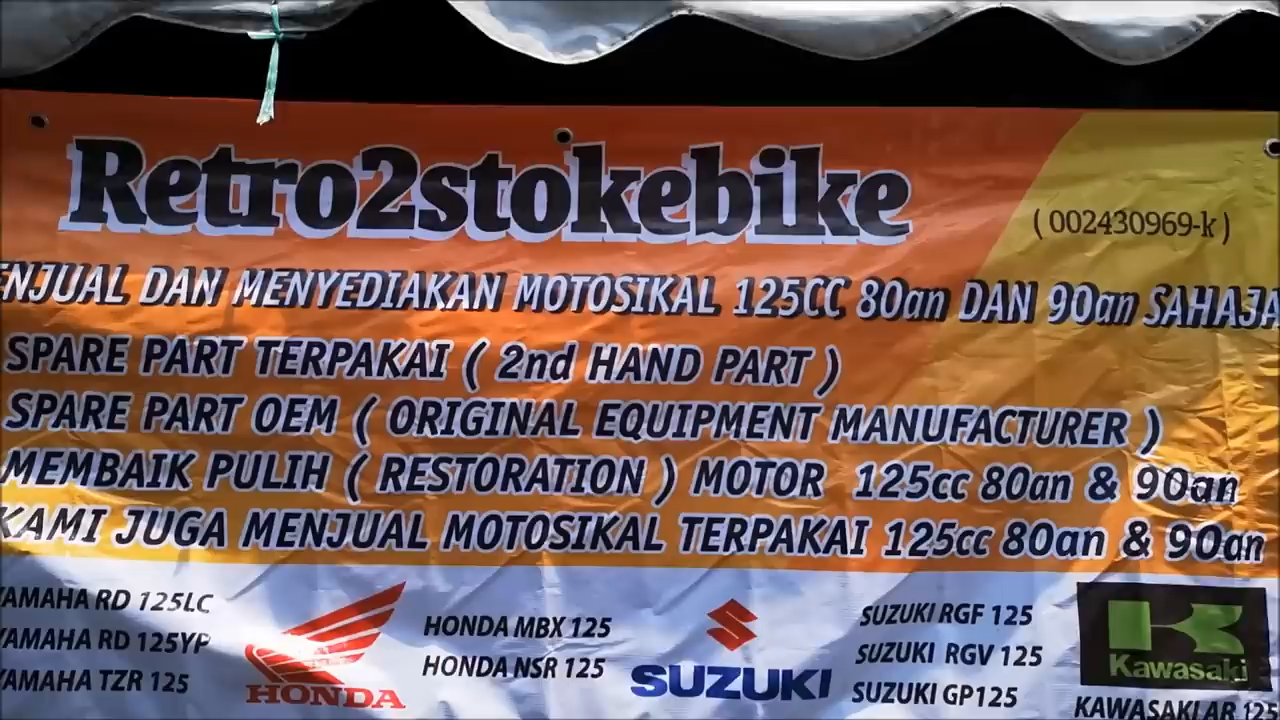 Retro2stokebike
( 002430969-k )
ENJUAL DAN MENYEDIAKAN MOTOSIKAL 125CC 80an DAN 90an SAHAJA
SPARE PART TERPAKAI ( 2nd HAND PART )
SPARE PART OEM ( ORIGINAL EQUIPMENT MANUFACTURER )
MEMBAIK PULIH ( RESTORATION ) MOTOR 125cc 80an & 90an
KAMI JUGA MENJUAL MOTOSIKAL TERPAKAI 125cc 80an & 90an
YAMAHA RD 125LC
YAMAHA RD 125YP
YAMAHA TZR 125
HONDA
HONDA MBX 125
HONDA NSR 125
SUZUKI
SUZUKI RGF 125
SUZUKI RGV 125
SUZUKI GP125
Kawasaki
KAWASAKI AR 125